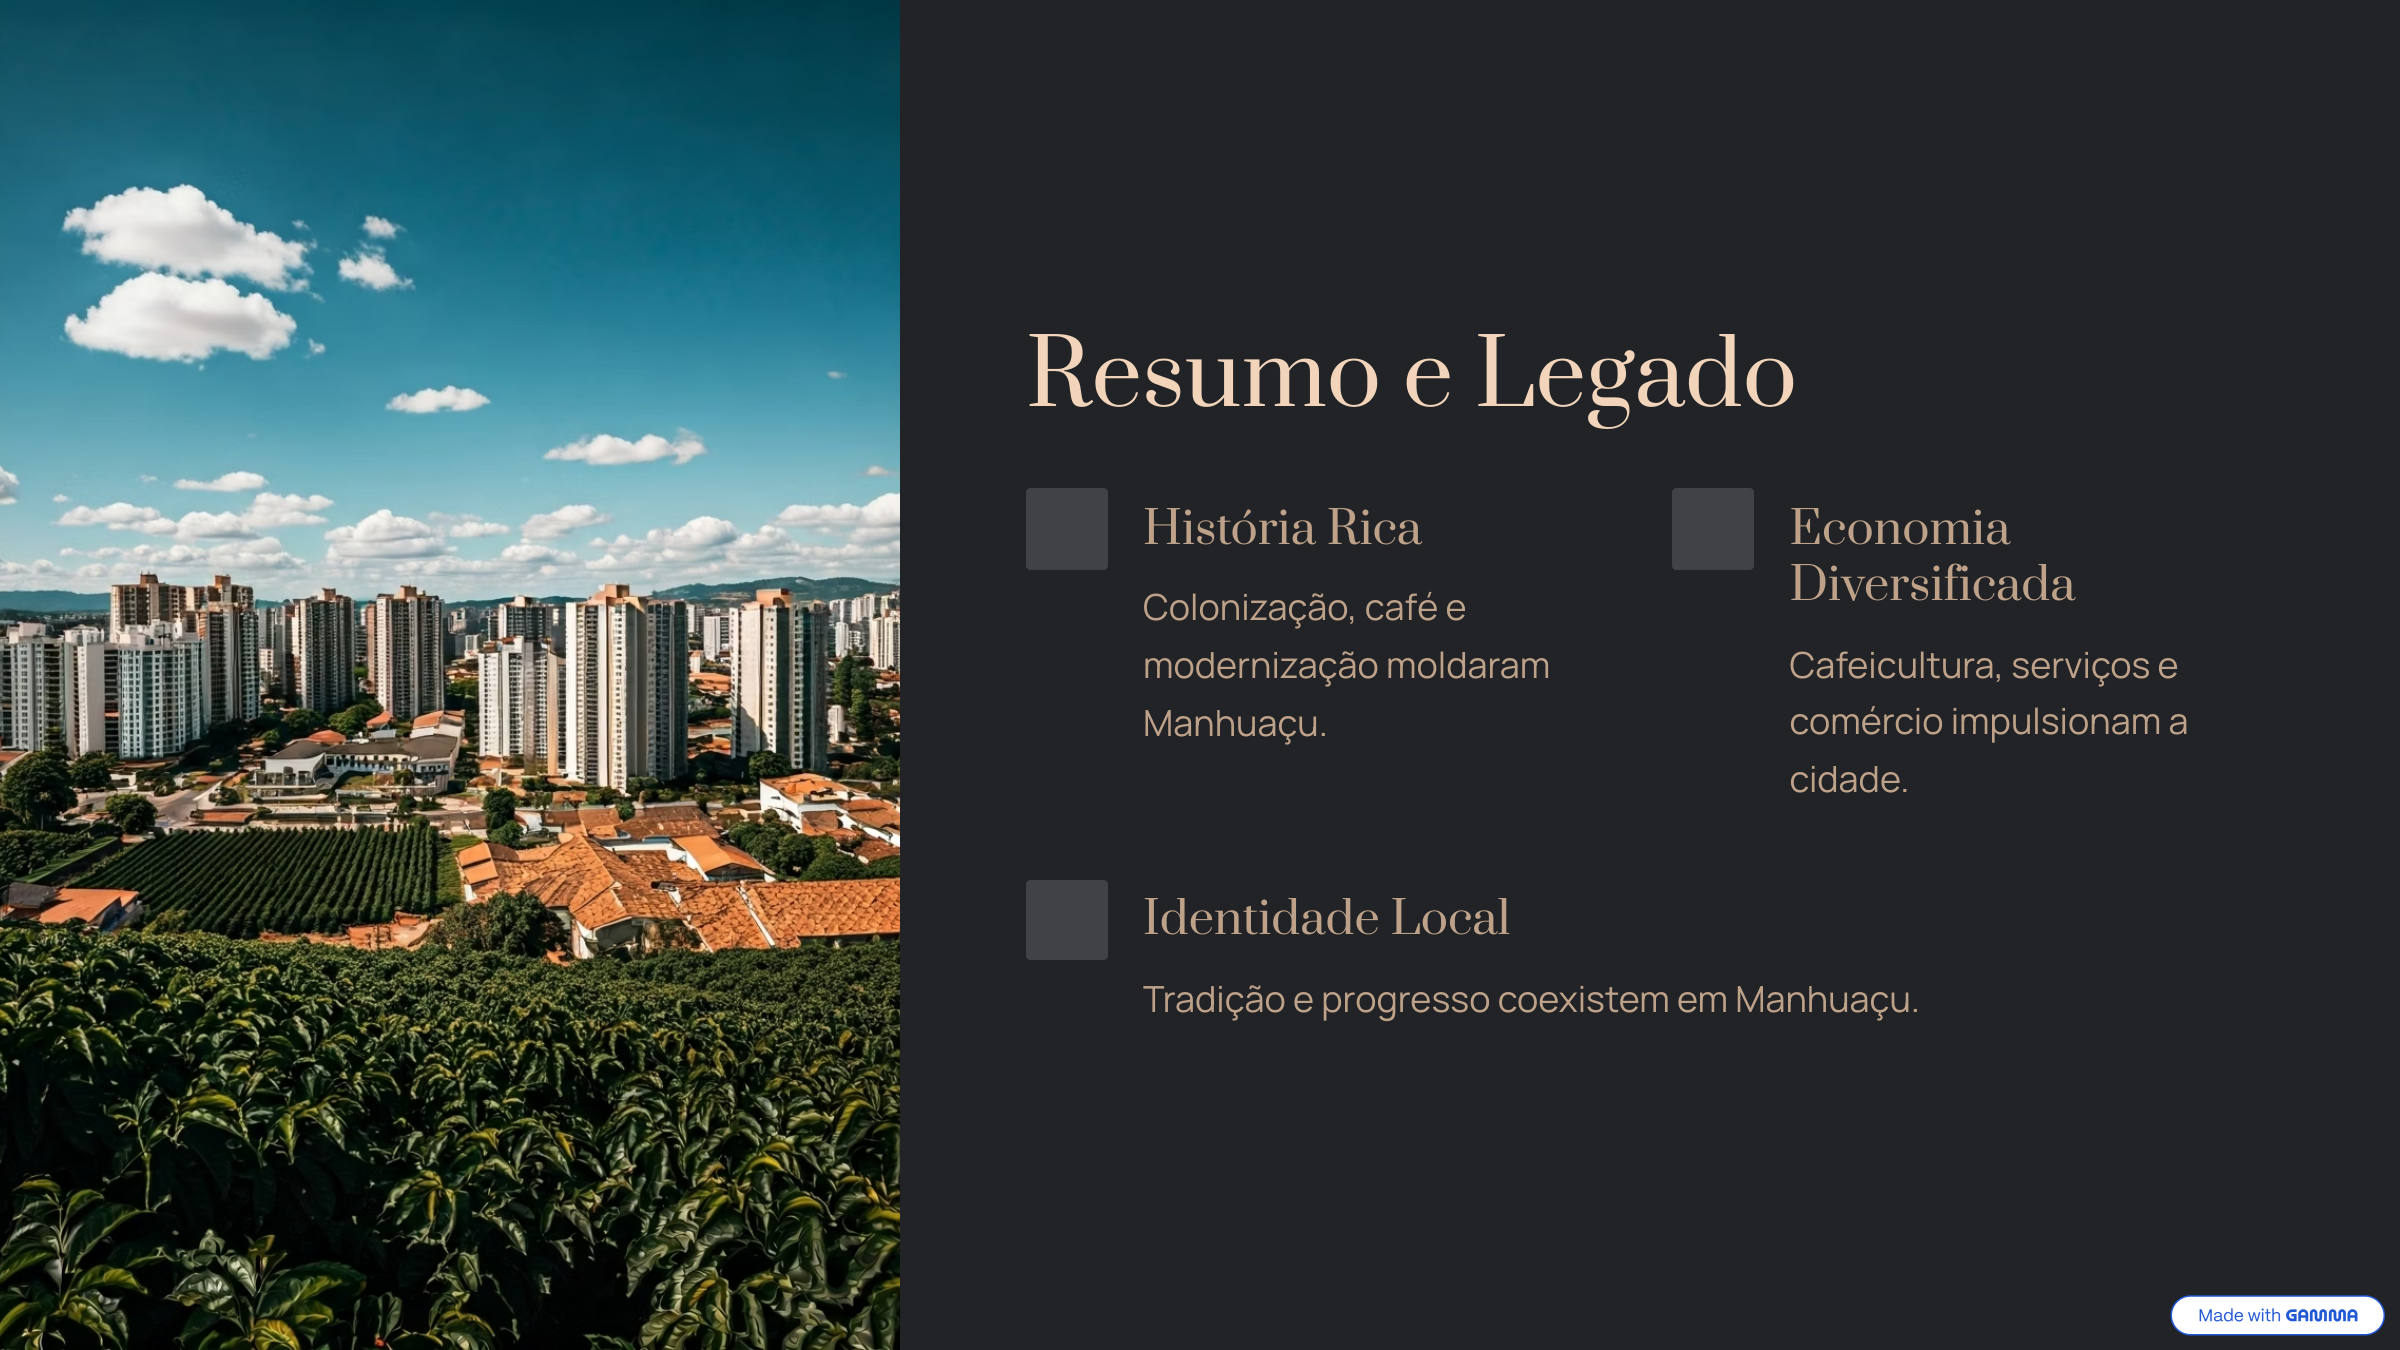 Resumo e Legado
História Rica
Colonização, café e
modernização moldaram
Manhuaçu.
Economia
Diversificada
Cafeicultura, serviços e
comércio impulsionam a
cidade.
Identidade Local
Tradição e progresso coexistem em Manhuaçu.
Made with GAMMA